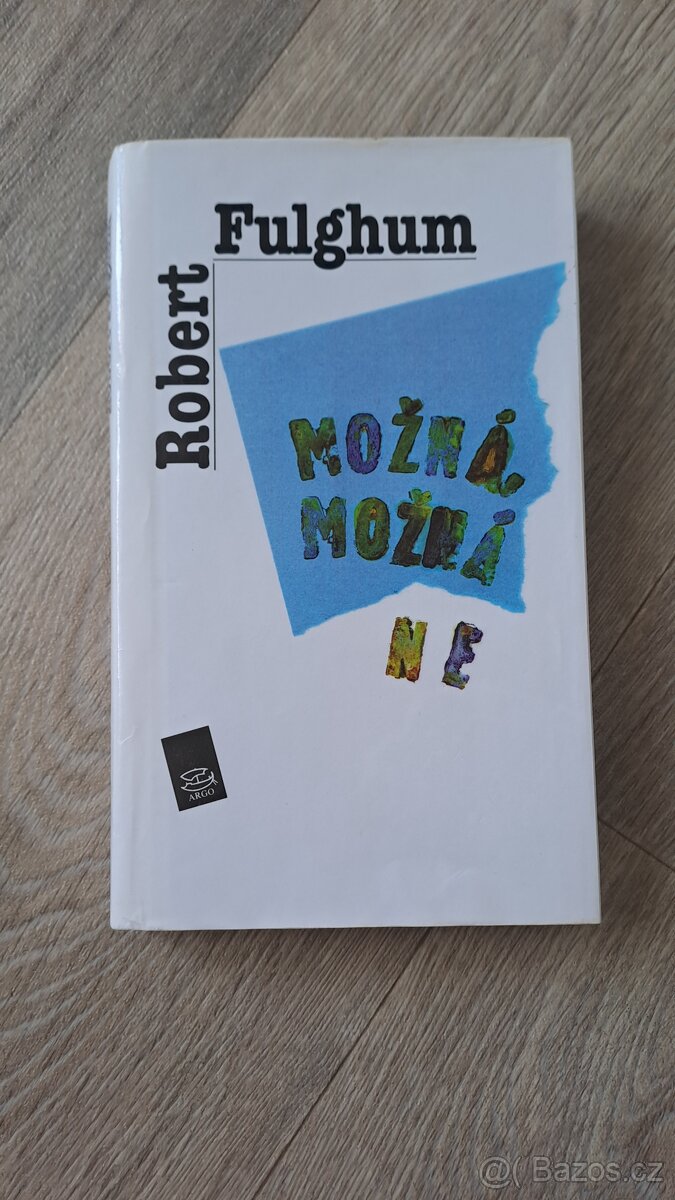 Robert
Fulghum
MOŽNÁ,
MOŽNÁ
NE
ARGO
@ Bazos.cz